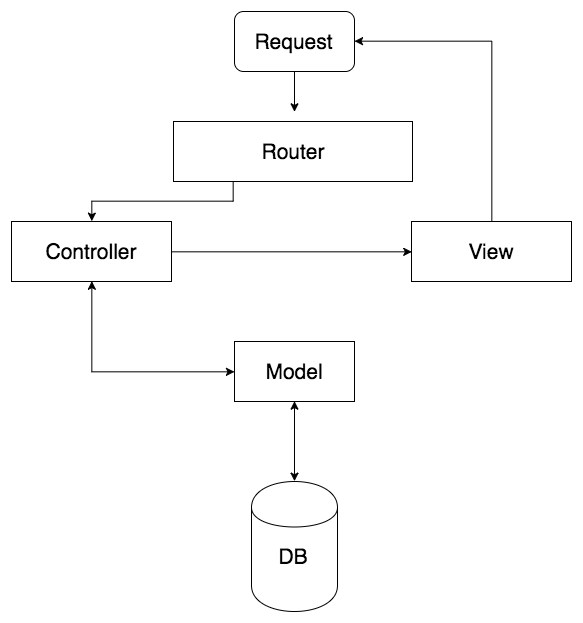 Request
Router
Controller
View
Model
DB